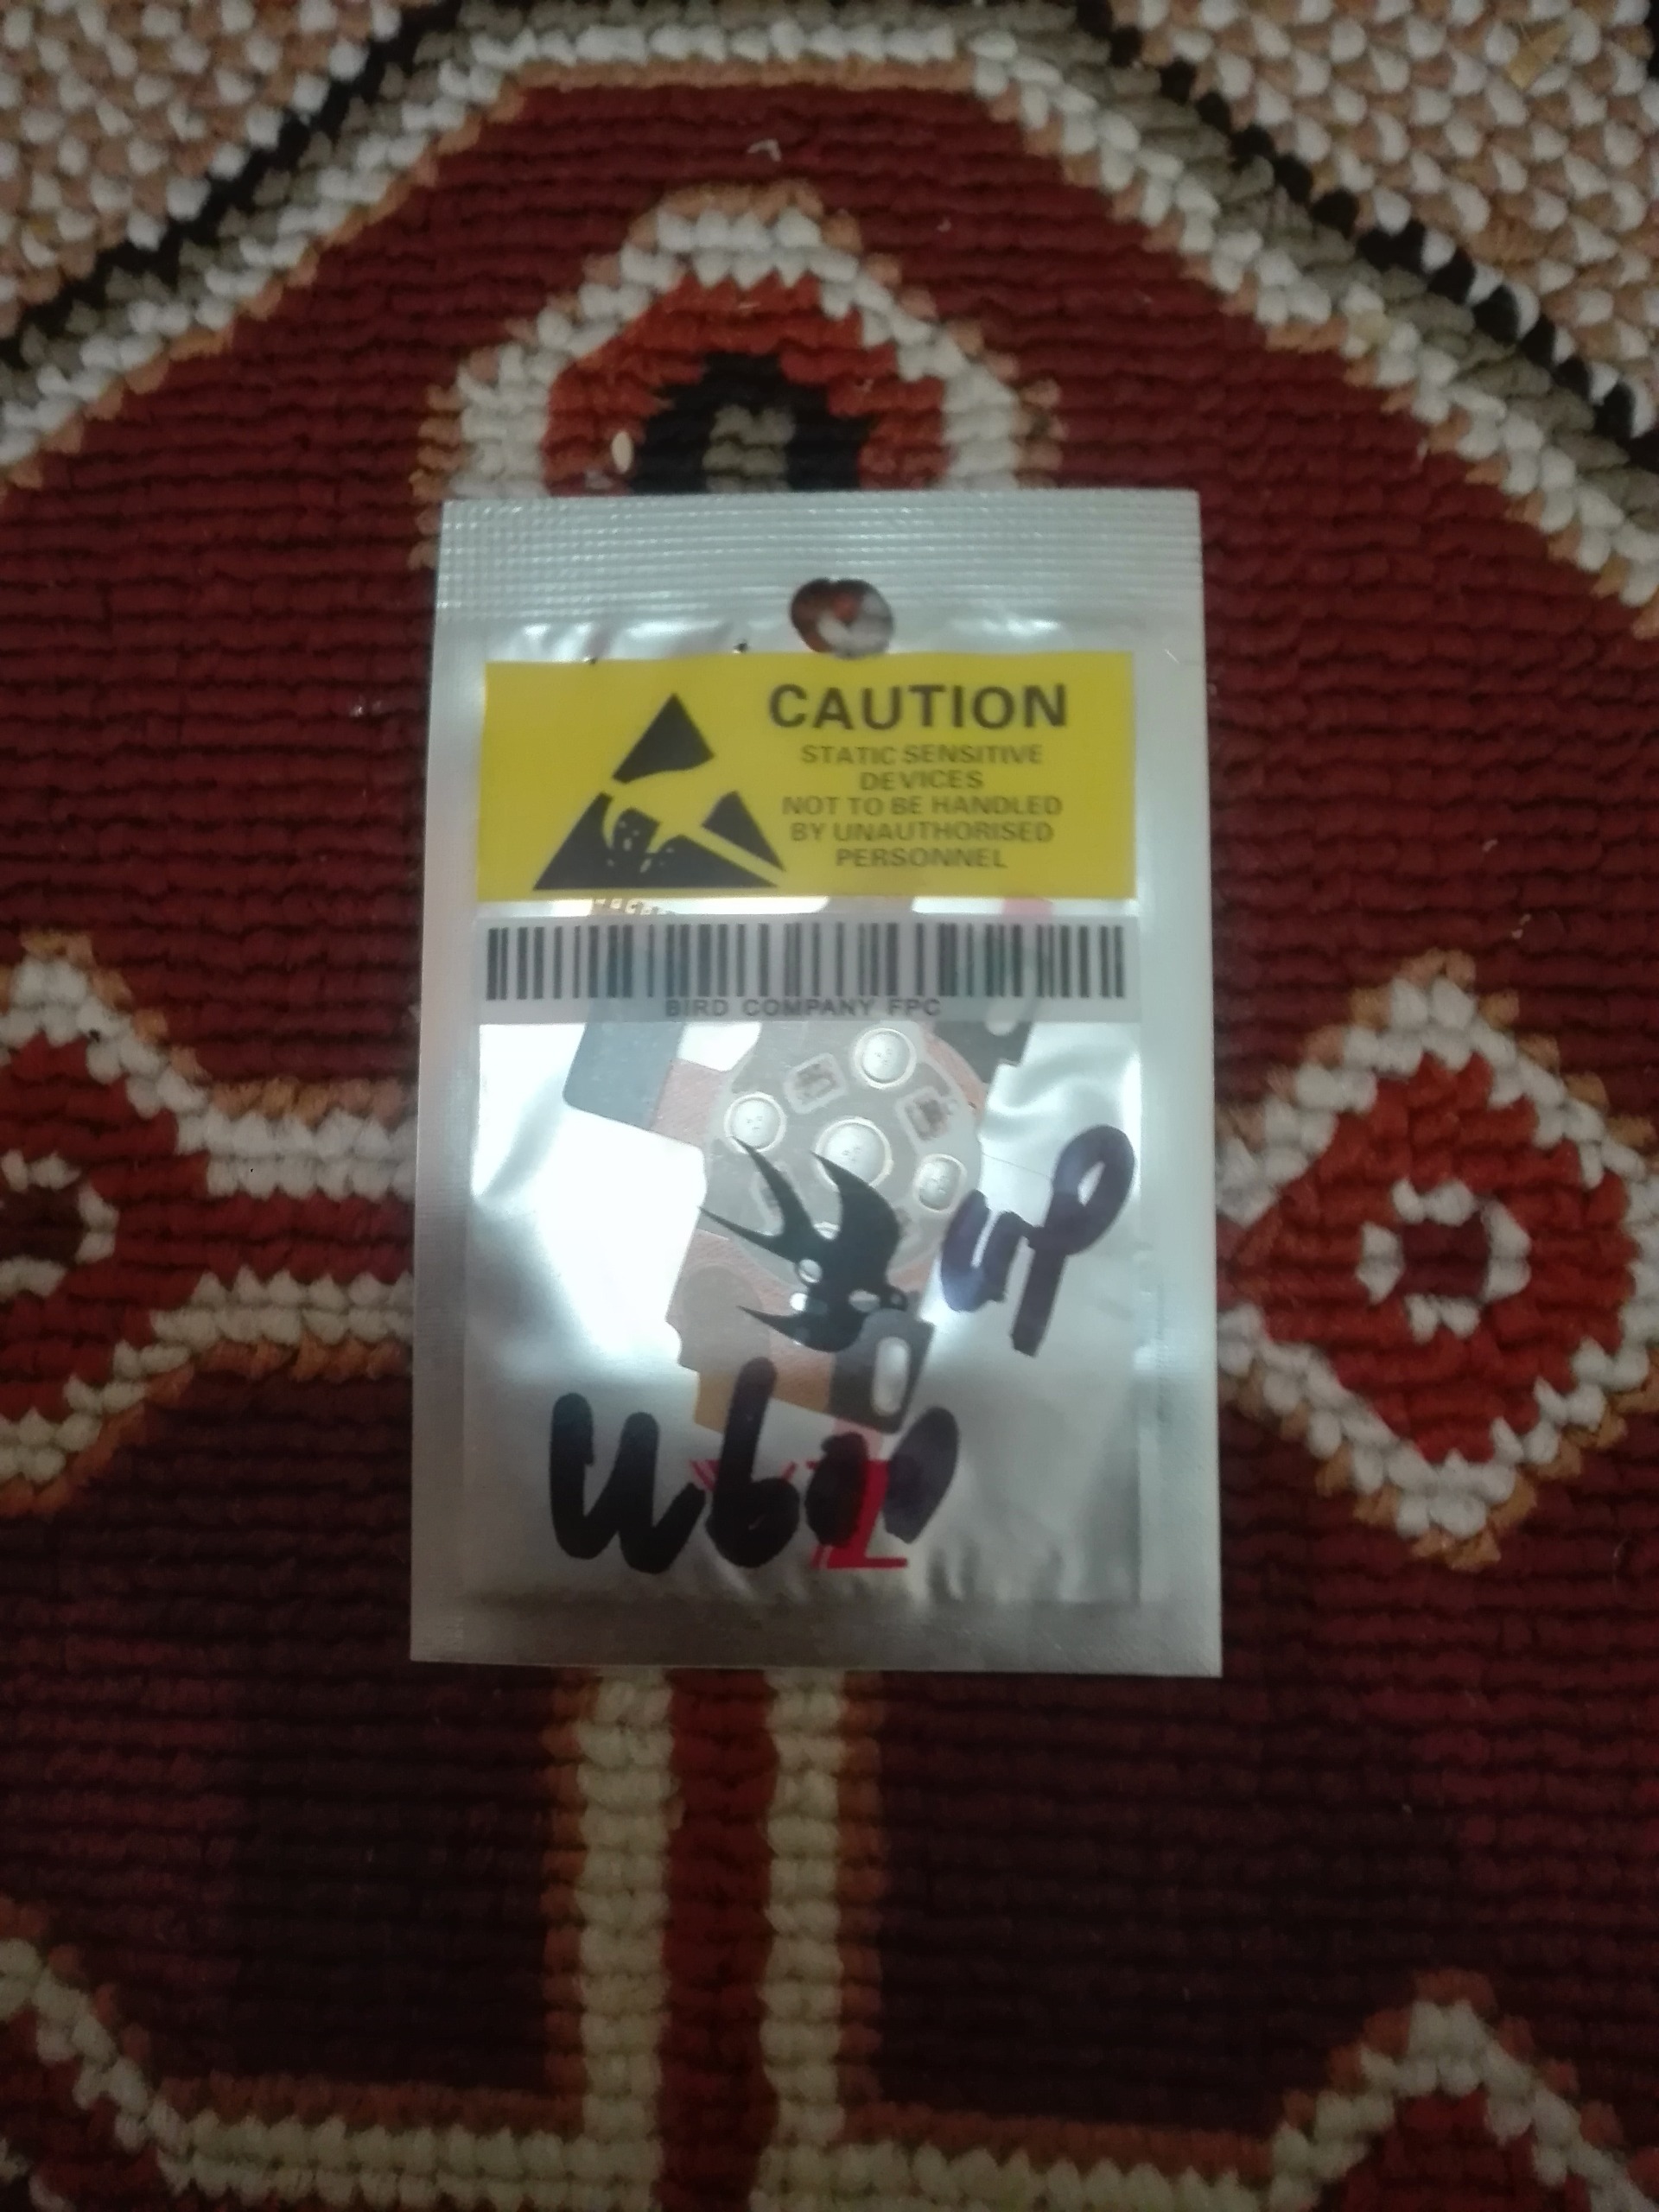 CAUTION
STATIC SENSITIVE
DEVICES
NOT TO BE HANDLED
BY UNAUTHORISED
PERSONNEL
BIRD COMPANY FPC
up